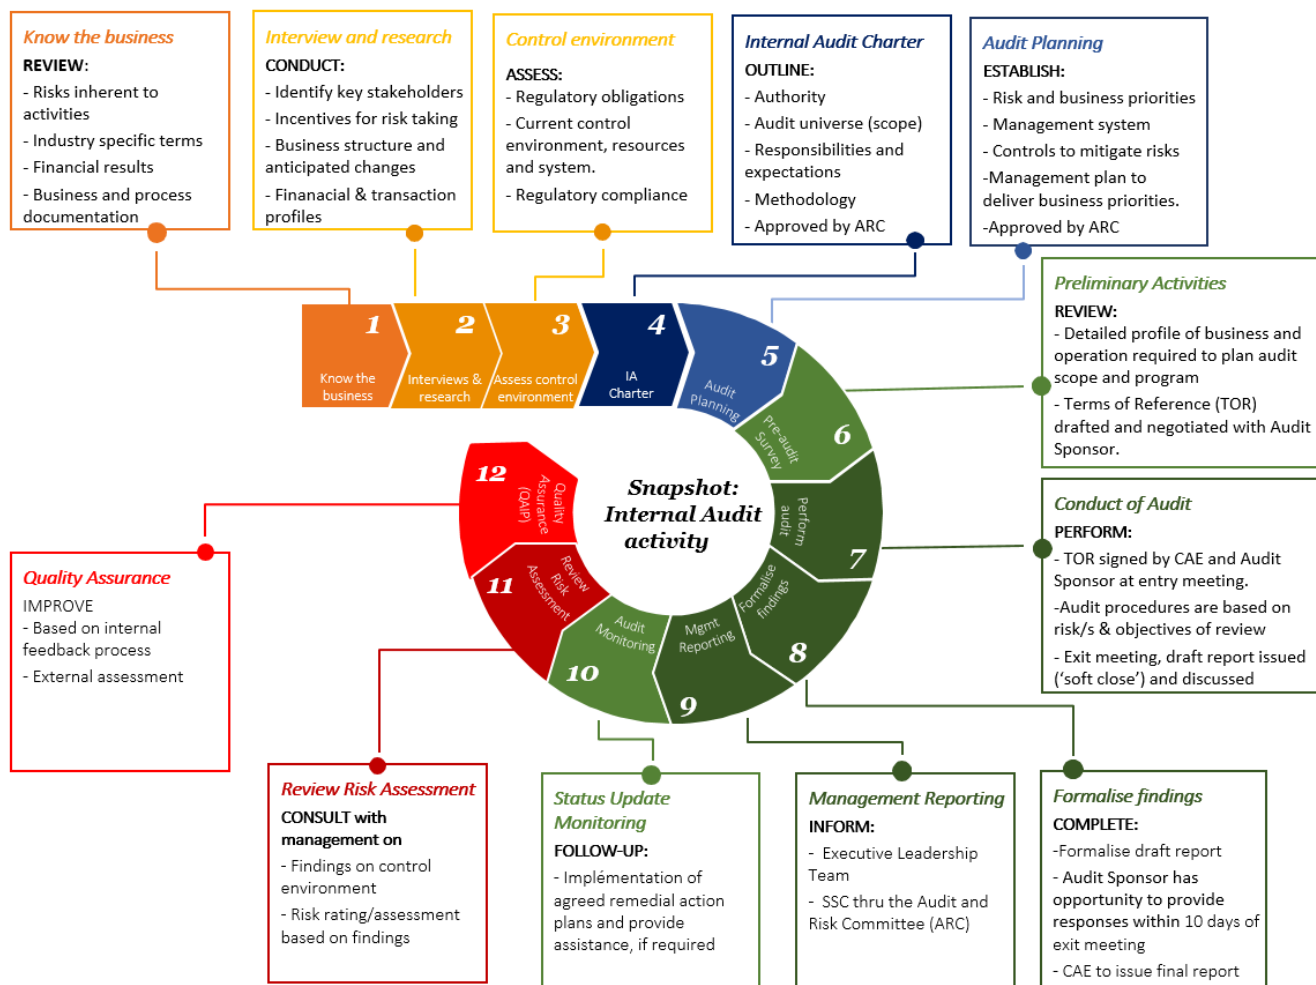 Know the business
REVIEW:
- Risks inherent to
activities
- Industry specific terms
- Financial results
- Business and process
documentation
Interview and research
CONDUCT:
- Identify key stakeholders
- Incentives for risk taking
- Business structure and
anticipated changes
- Finanacial & transaction
profiles
Control environment
ASSESS:
- Regulatory obligations
- Current control
environment, resources
and system.
- Regulatory compliance
Internal Audit Charter
OUTLINE:
- Authority
- Audit universe (scope)
- Responsibilities and
expectations
- Methodology
- Approved by ARC
Audit Planning
ESTABLISH:
- Risk and business priorities
- Management system
- Controls to mitigate risks
-Management plan to
deliver business priorities.
-Approved by ARC
Preliminary Activities
REVIEW:
- Detailed profile of business and
operation required to plan audit
scope and program
- Terms of Reference (TOR)
drafted and negotiated with Audit
Sponsor.
1
Know the
business
2
Interviews &
research
3
Assess control
environment
4
IA
Charter
5
Audit
Planning
6
Pre-audit
Survey
7
Perform
audit
8
Formalise
findings
9
Mgmt
Reporting
10
Audit
Monitoring
11
Review
Risk
Assessment
12
Quality
Assurance
(QAIP)
Snapshot:
Internal Audit
activity
Conduct of Audit
PERFORM:
- TOR signed by CAE and Audit
Sponsor at entry meeting.
-Audit procedures are based on
risk/s & objectives of review
- Exit meeting, draft report issued
(‘soft close’) and discussed
Quality Assurance
IMPROVE
- Based on internal
feedback process
- External assessment
Review Risk Assessment
CONSULT with
management on
- Findings on control
environment
- Risk rating/assessment
based on findings
Status Update
Monitoring
FOLLOW-UP:
- Implémentation of
agreed remedial action
plans and provide
assistance, if required
Management Reporting
INFORM:
- Executive Leadership
Team
- SSC thru the Audit and
Risk Committee (ARC)
Formalise findings
COMPLETE:
-Formalise draft report
- Audit Sponsor has
opportunity to provide
responses within 10 days of
exit meeting
- CAE to issue final report